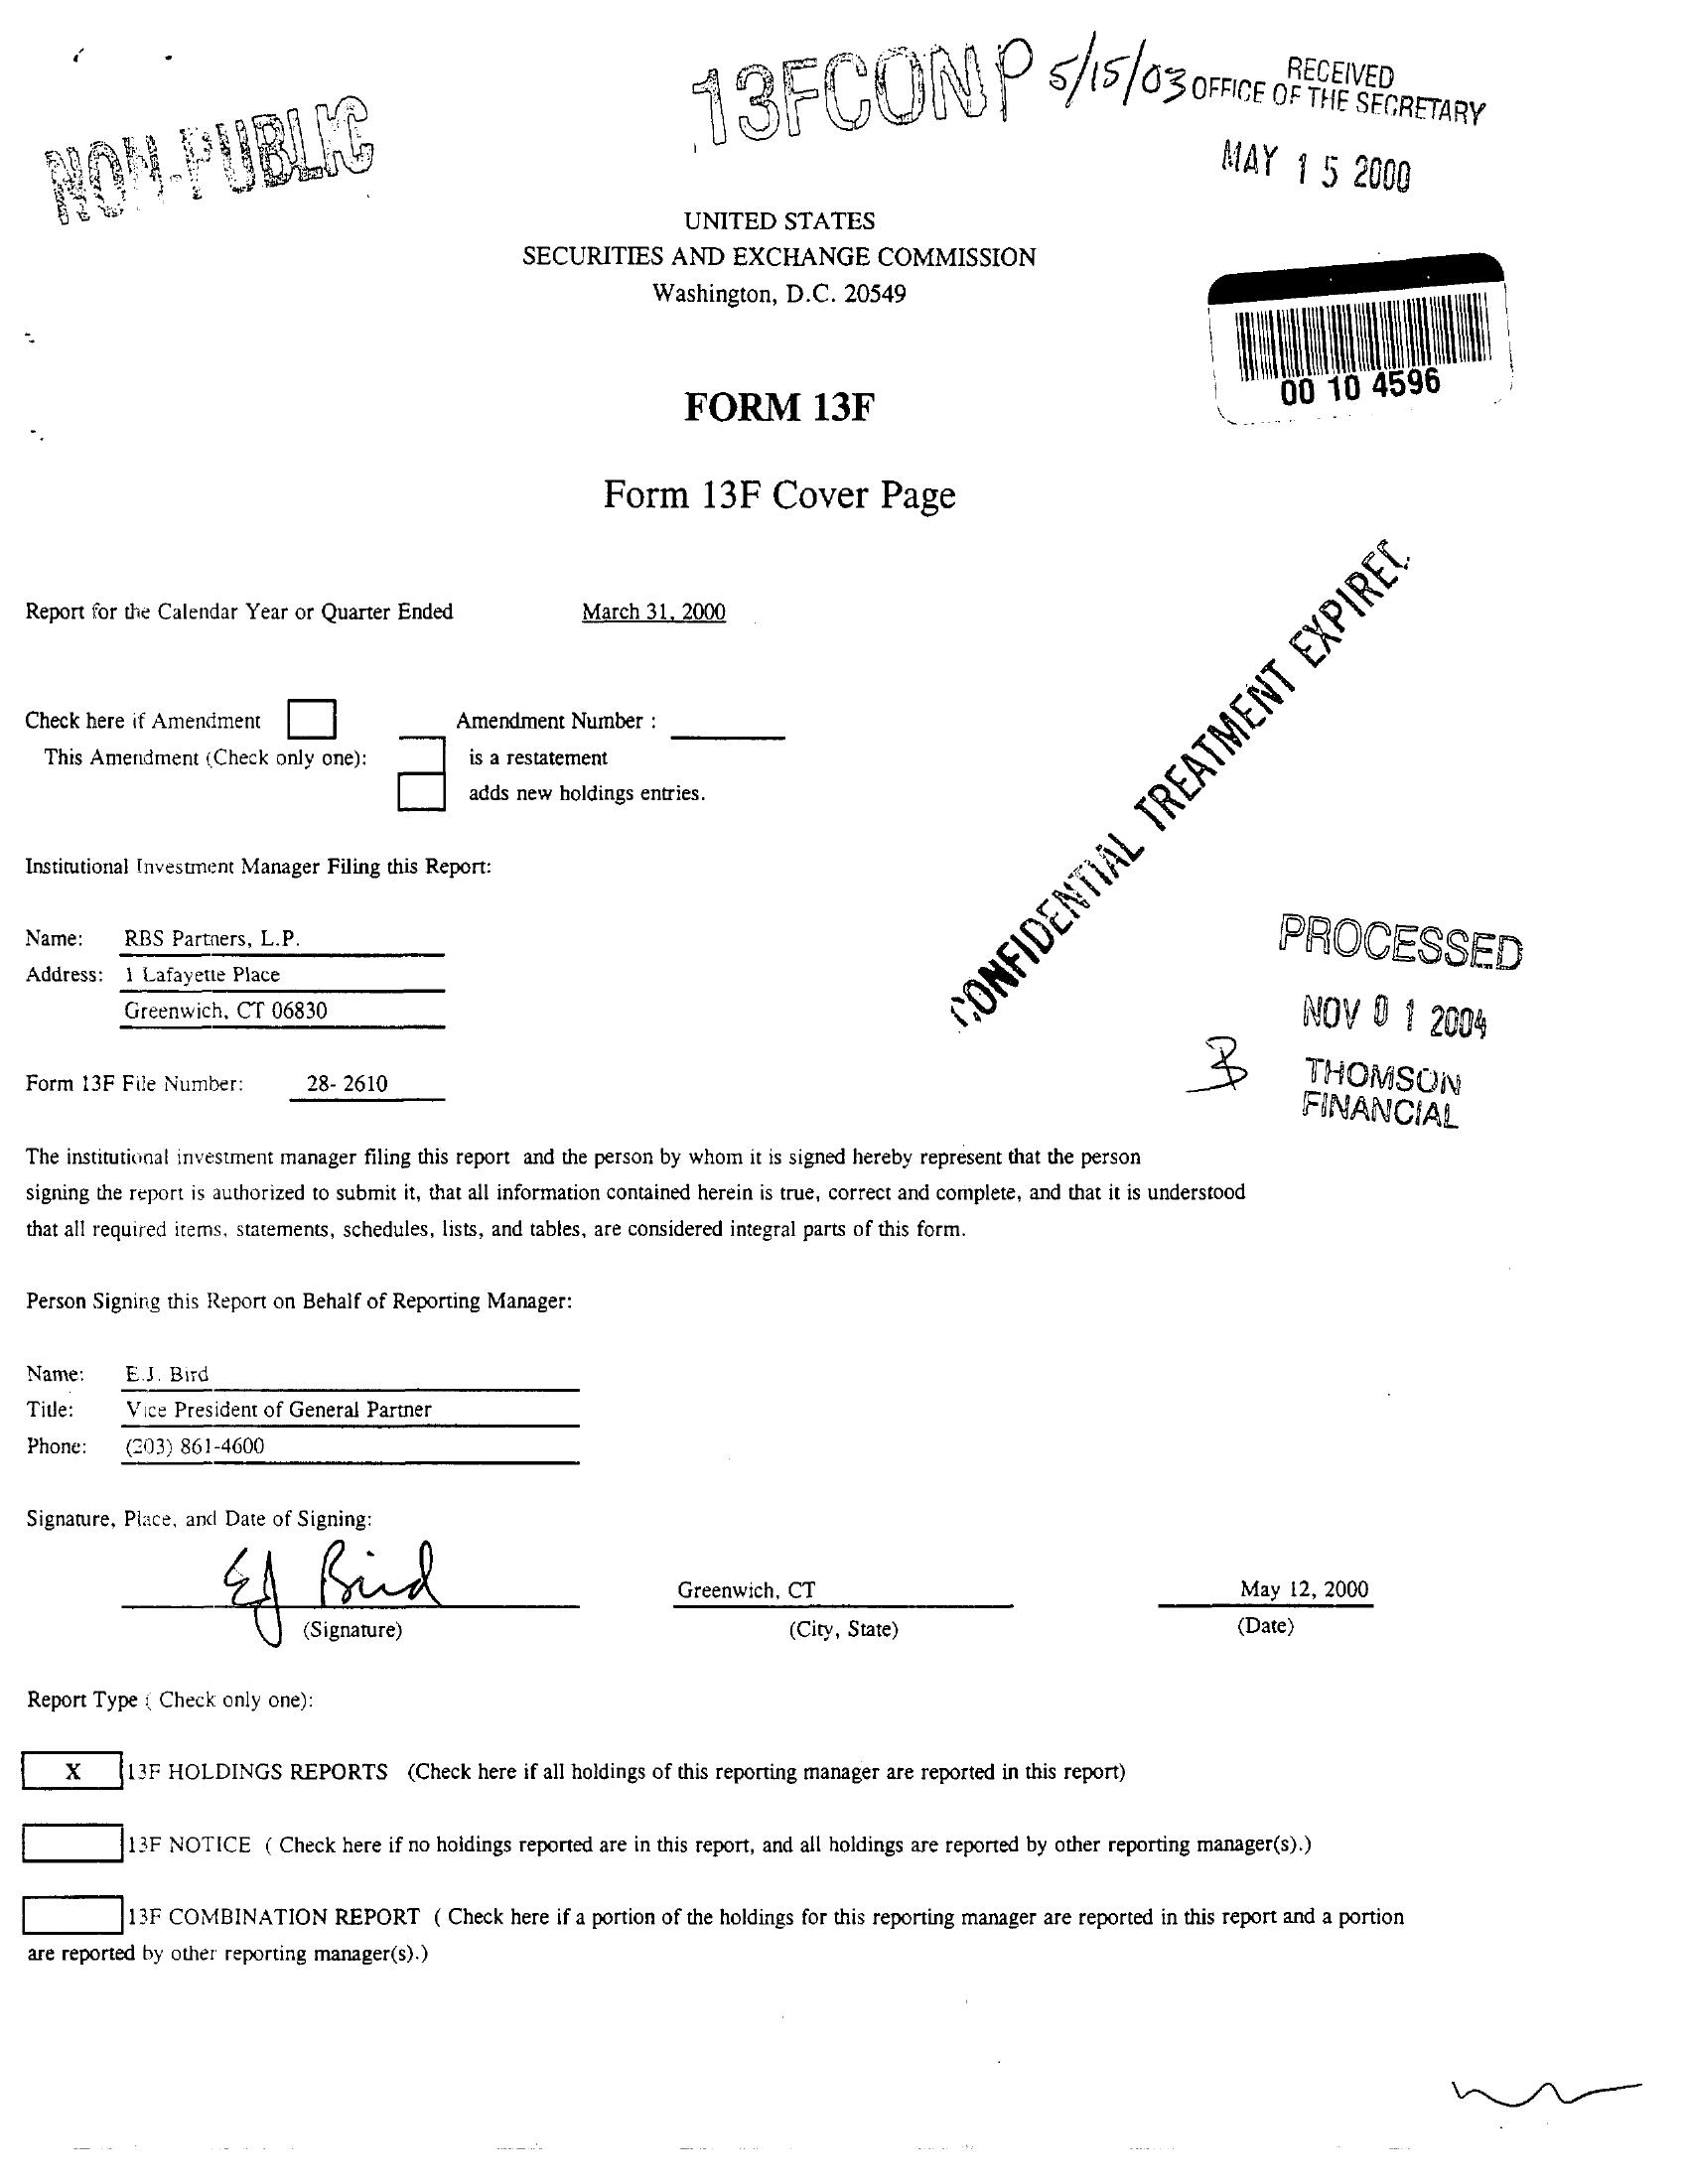 13FCONP 5/15/03
RECEIVED
OFFICE OF THE SECRETARY
MAY 15 2000
NON-PUBLIC
UNITED STATES
SECURITIES AND EXCHANGE COMMISSION
Washington, D.C. 20549
00 10 4596
FORM 13F
Form 13F Cover Page
Report for the Calendar Year or Quarter Ended March 31, 2000
Check here if Amendment Amendment Number :
This Amendment (Check only one): is a restatement
adds new holdings entries.
CONFIDENTIAL TREATMENT EXPIRED
Institutional Investment Manager Filing this Report:
Name: RBS Partners, L.P.
Address: 1 Lafayette Place
Greenwich, CT 06830
PROCESSED
NOV 01 2004
THOMSON
FINANCIAL
Form 13F File Number: 28- 2610
The institutional investment manager filing this report and the person by whom it is signed hereby represent that the person
signing the report is authorized to submit it, that all information contained herein is true, correct and complete, and that it is understood
that all required items, statements, schedules, lists, and tables, are considered integral parts of this form.
Person Signing this Report on Behalf of Reporting Manager:
Name: E.J. Bird
Title: Vice President of General Partner
Phone: (203) 861-4600
Signature, Place, and Date of Signing:
EJ Bird Greenwich, CT May 12, 2000
(Signature) (City, State) (Date)
Report Type ( Check only one):
X 13F HOLDINGS REPORTS (Check here if all holdings of this reporting manager are reported in this report)
13F NOTICE ( Check here if no holdings reported are in this report, and all holdings are reported by other reporting manager(s).)
13F COMBINATION REPORT ( Check here if a portion of the holdings for this reporting manager are reported in this report and a portion
are reported by other reporting manager(s).)